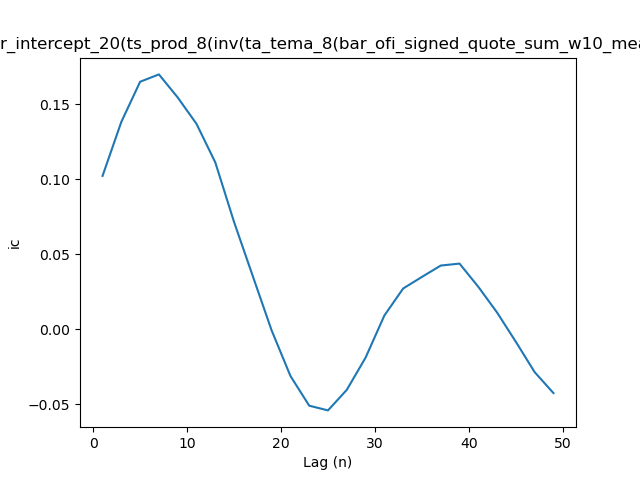 r_intercept_20(ts_prod_8(inv(ta_tema_8(bar_ofi_signed_quote_sum_w10_mea
ic
0.15
0.10
0.05
0.00
−0.05
0 10 20 30 40 50
Lag (n)